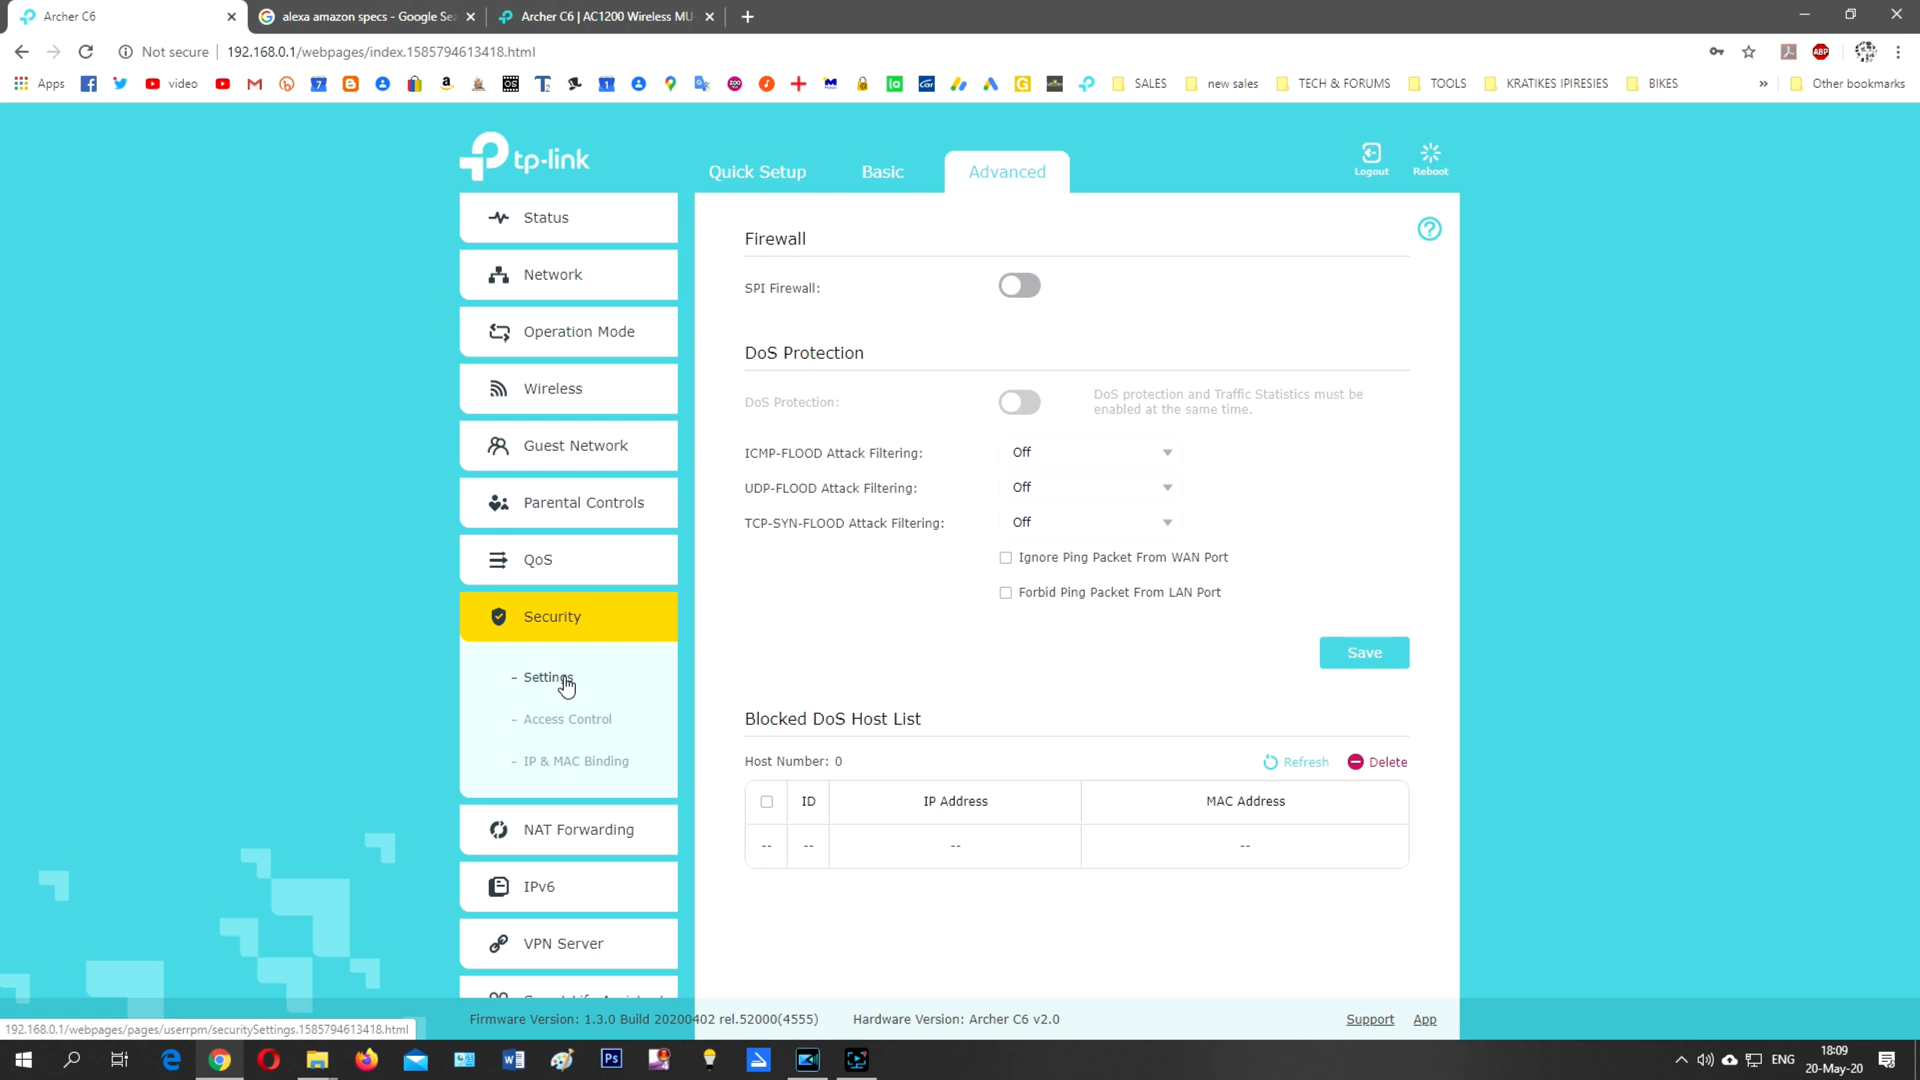 Archer C6
alexa amazon specs - Google Se
Archer C6 | AC1200 Wireless MU
Not secure | 192.168.0.1/webpages/index.1585794613418.html
Apps
video
SALES
new sales
TECH & FORUMS
TOOLS
KRATIKES IPIRESIES
BIKES
»
Other bookmarks
tp-link
Quick Setup
Basic
Advanced
Logout
Reboot
Status
Network
Operation Mode
Wireless
Guest Network
Parental Controls
QoS
Security
- Settings
- Access Control
- IP & MAC Binding
NAT Forwarding
IPv6
VPN Server
Firewall
SPI Firewall:
DoS Protection
DoS Protection:
DoS protection and Traffic Statistics must be
enabled at the same time.
ICMP-FLOOD Attack Filtering: Off
UDP-FLOOD Attack Filtering: Off
TCP-SYN-FLOOD Attack Filtering: Off
Ignore Ping Packet From WAN Port
Forbid Ping Packet From LAN Port
Save
Blocked DoS Host List
Host Number: 0
Refresh
Delete
ID IP Address MAC Address
-- -- -- --
192.168.0.1/webpages/pages/userrpm/securitySettings.1585794613418.html
Firmware Version: 1.3.0 Build 20200402 rel.52000(4555)
Hardware Version: Archer C6 v2.0
Support
App
ENG
18:09
20-May-20